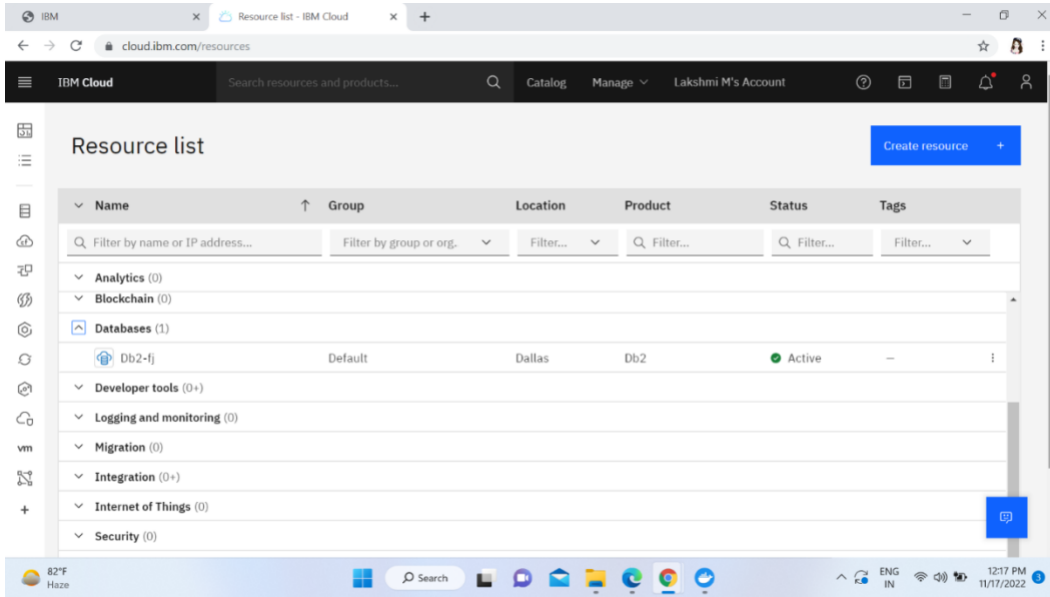 IBM
Resource list - IBM Cloud
cloud.ibm.com/resources
IBM Cloud Search resources and products... Catalog Manage Lakshmi M's Account
Resource list
Create resource +
Name Group Location Product Status Tags
Filter by name or IP address... Filter by group or org. Filter... Filter... Filter... Filter...
Analytics (0)
Blockchain (0)
Databases (1)
Db2-fj Default Dallas Db2 Active –
Developer tools (0+)
Logging and monitoring (0)
Migration (0)
vm
Integration (0+)
Internet of Things (0)
Security (0)
82°F
Haze
Search
ENG
IN
12:17 PM
11/17/2022
3